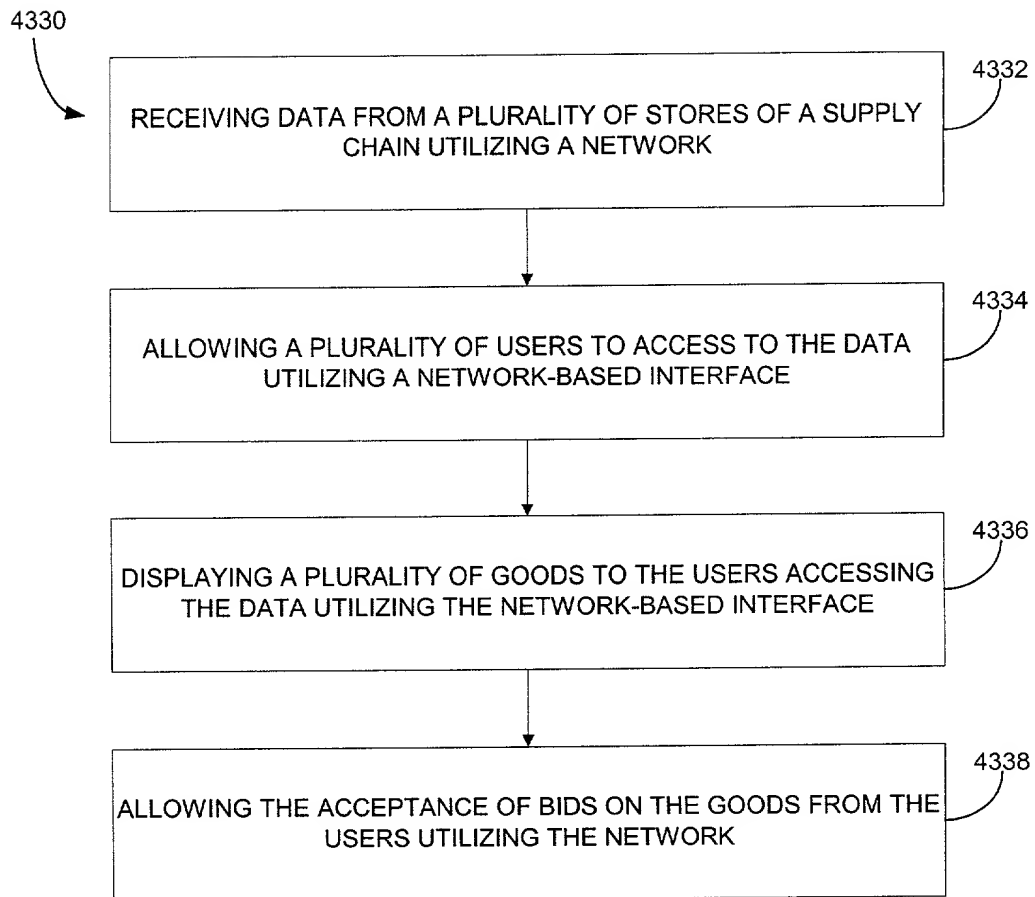 4330
4332
RECEIVING DATA FROM A PLURALITY OF STORES OF A SUPPLY
CHAIN UTILIZING A NETWORK
4334
ALLOWING A PLURALITY OF USERS TO ACCESS TO THE DATA
UTILIZING A NETWORK-BASED INTERFACE
4336
DISPLAYING A PLURALITY OF GOODS TO THE USERS ACCESSING
THE DATA UTILIZING THE NETWORK-BASED INTERFACE
4338
ALLOWING THE ACCEPTANCE OF BIDS ON THE GOODS FROM THE
USERS UTILIZING THE NETWORK